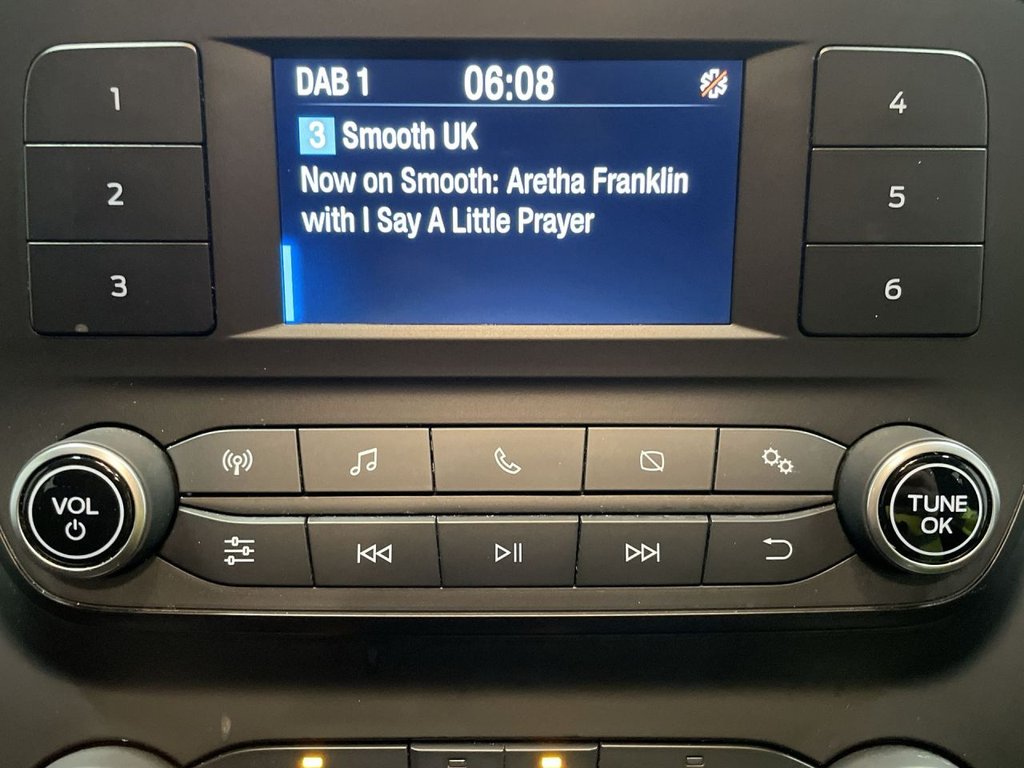 DAB 1 06:08
3 Smooth UK
Now on Smooth: Aretha Franklin
with I Say A Little Prayer
1
2
3
4
5
6
VOL
TUNE
OK